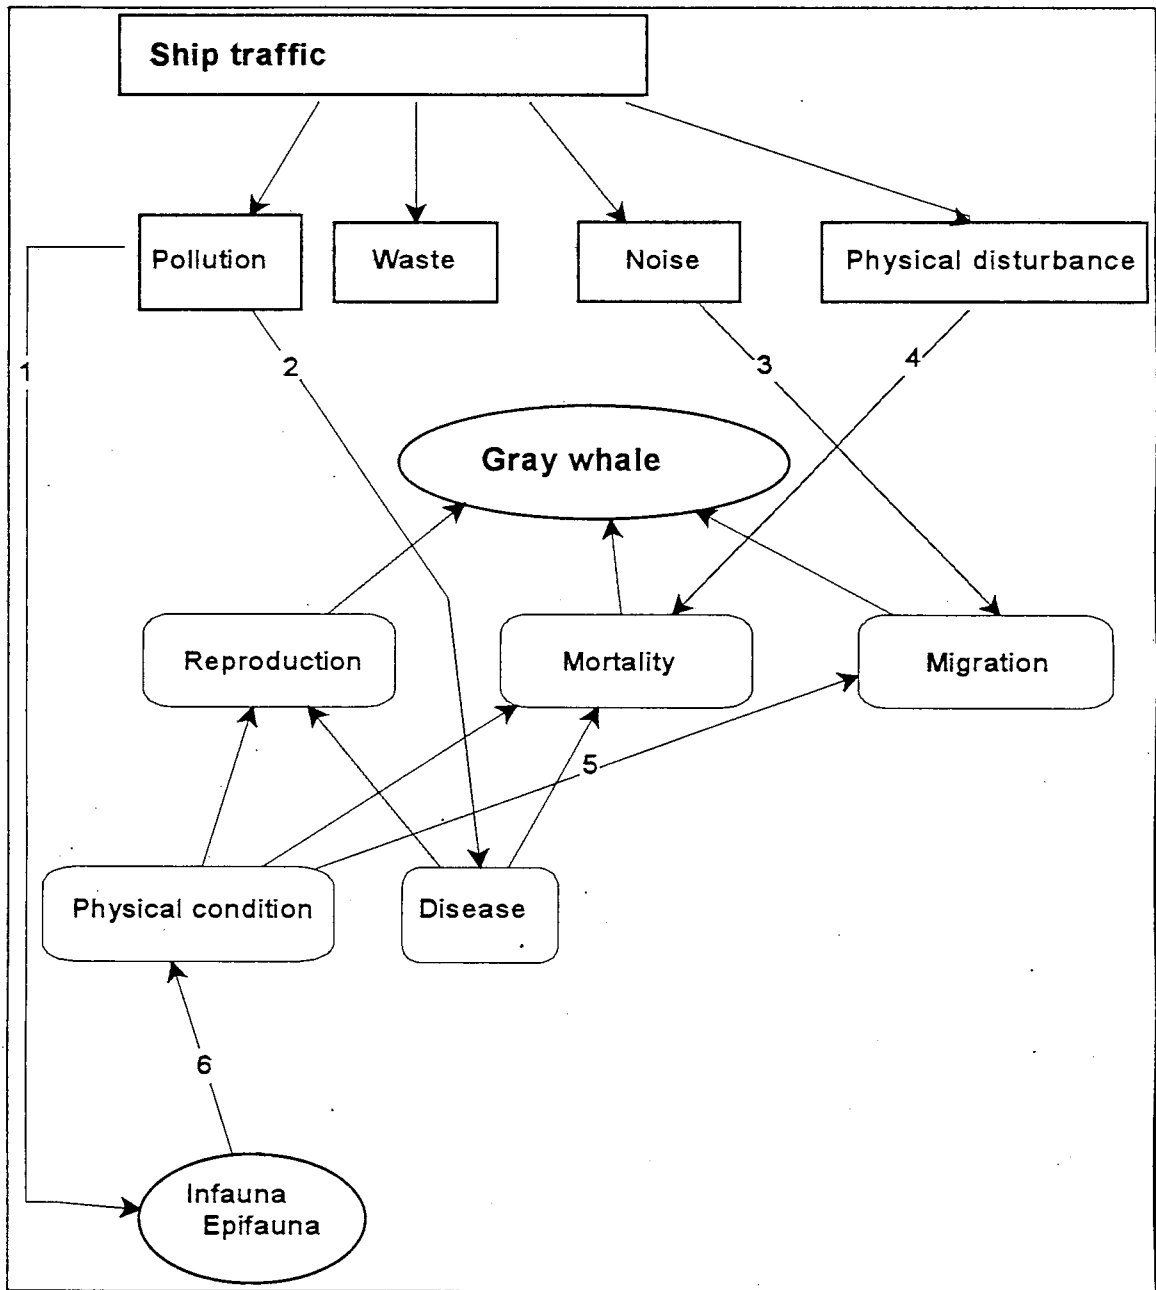 Ship traffic
Pollution
Waste
Noise
Physical disturbance
1
2
3
4
Gray whale
Reproduction
Mortality
Migration
5
Physical condition
Disease
6
Infauna
Epifauna